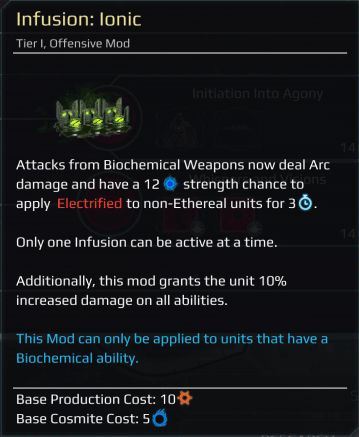 Infusion: Ionic
Tier I, Offensive Mod
Initiation Into Agony
14
Attacks from Biochemical Weapons now deal Arc
damage and have a 12 strength chance to
apply Electrified to non-Ethereal units for 3.
14
Only one Infusion can be active at a time.
Additionally, this mod grants the unit 10%
increased damage on all abilities.
This Mod can only be applied to units that have a
Biochemical ability.
Base Production Cost: 10
Base Cosmite Cost: 5